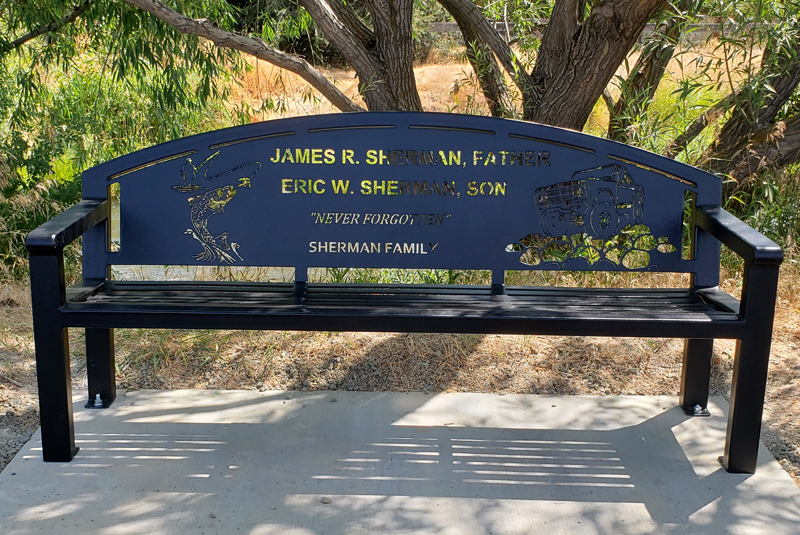 JAMES R. SHERMAN, FATHER
ERIC W. SHERMAN, SON
"NEVER FORGOTTEN"
SHERMAN FAMILY